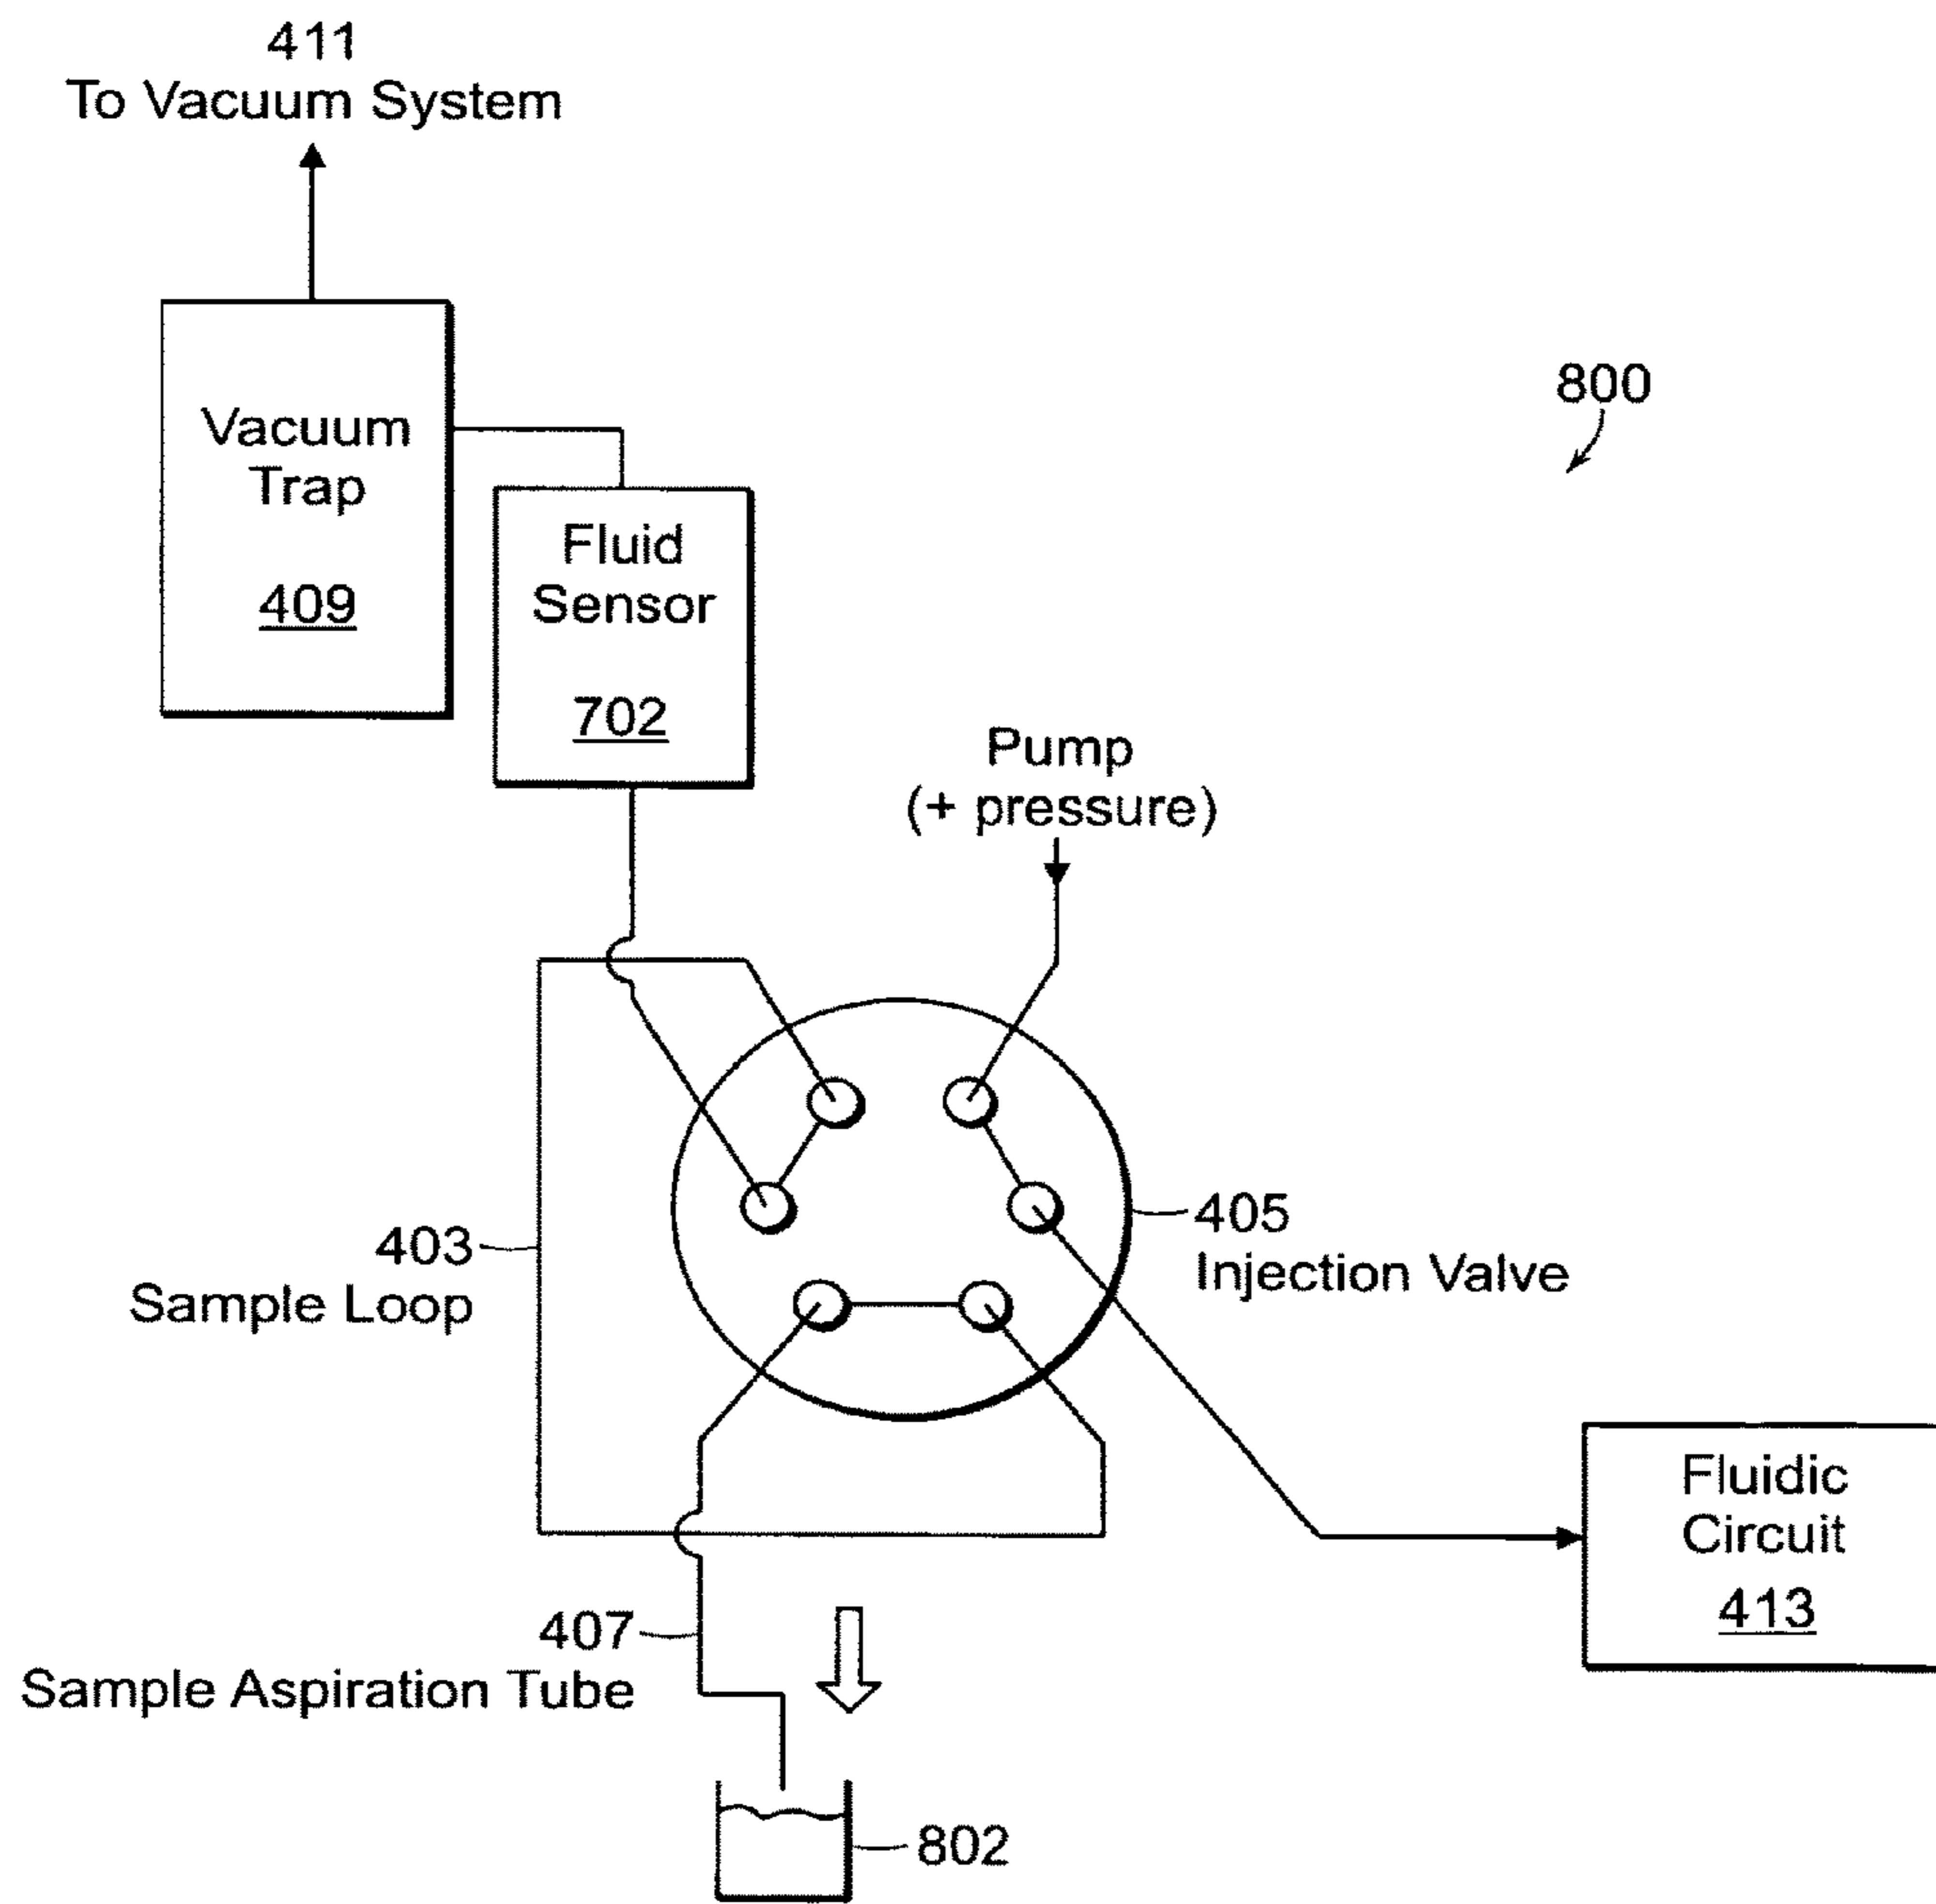 411
To Vacuum System
800
Vacuum
Trap
409
Fluid
Sensor
702
Pump
(+ pressure)
403
Sample Loop
405
Injection Valve
Fluidic
Circuit
413
407
Sample Aspiration Tube
802